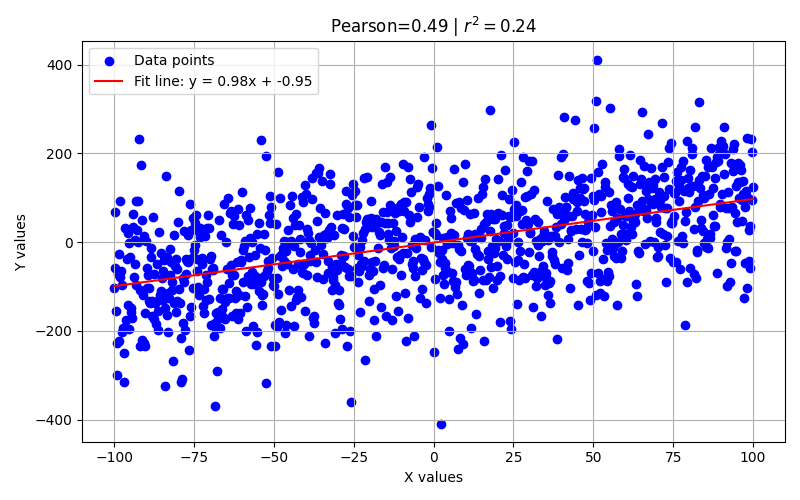 Pearson=0.49 | r² = 0.24
Data points
Fit line: y = 0.98x + -0.95
Y values
400
200
0
−200
−400
−100
−75
−50
−25
0
25
50
75
100
X values